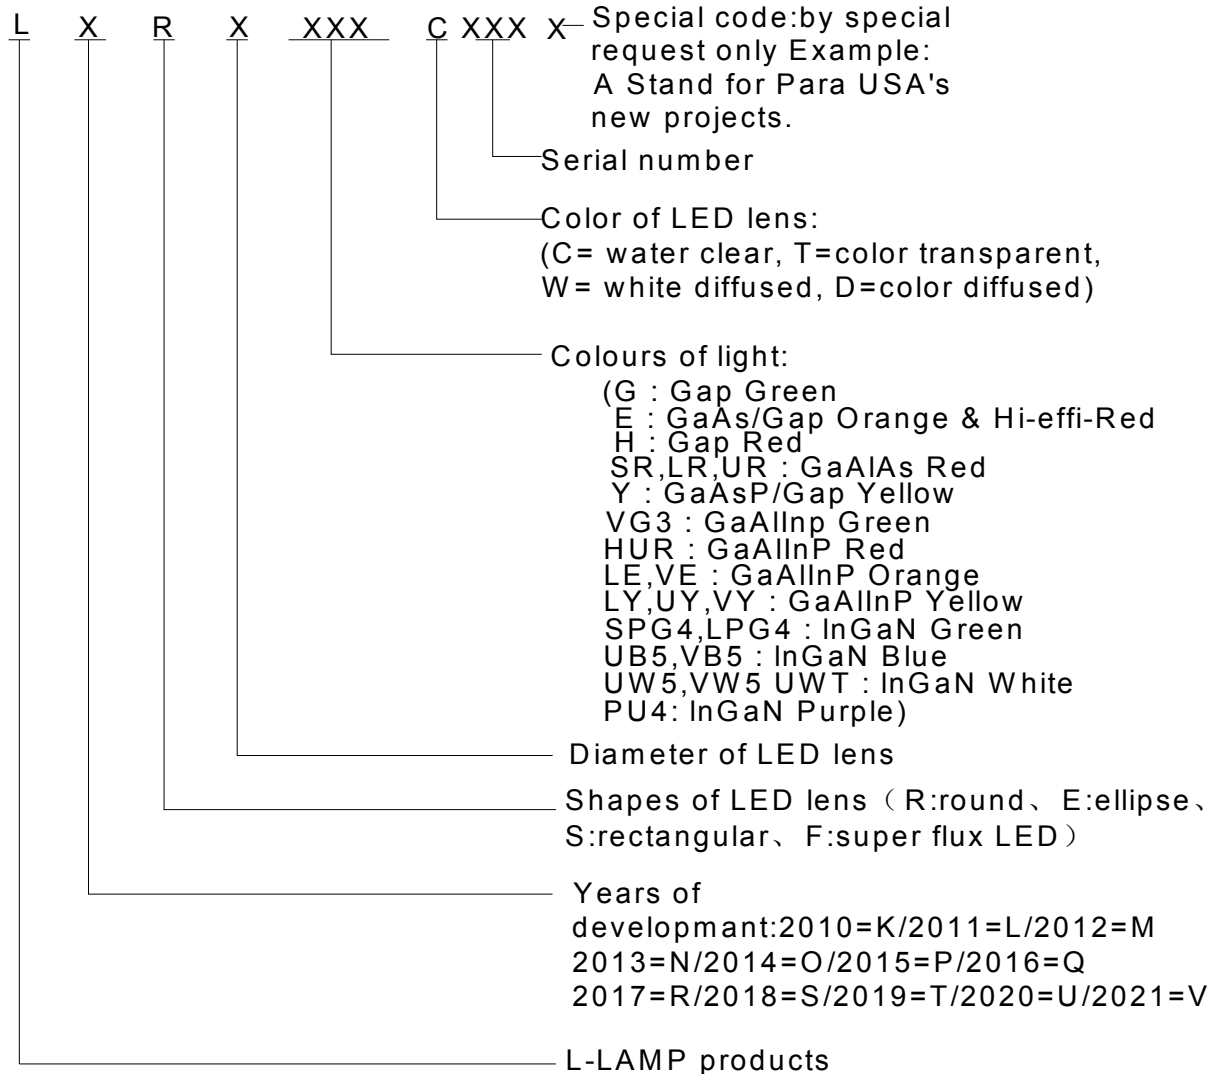 L X R X XXX C XXX X Special code:by special
request only Example:
A Stand for Para USA's
new projects.
Serial number
Color of LED lens:
(C= water clear, T=color transparent,
W= white diffused, D=color diffused)
Colours of light:
(G : Gap Green
E : GaAs/Gap Orange & Hi-effi-Red
H : Gap Red
SR,LR,UR : GaAlAs Red
Y : GaAsP/Gap Yellow
VG3 : GaAlInp Green
HUR : GaAlInP Red
LE,VE : GaAlInP Orange
LY,UY,VY : GaAlInP Yellow
SPG4,LPG4 : InGaN Green
UB5,VB5 : InGaN Blue
UW5,VW5 UWT : InGaN White
PU4: InGaN Purple)
Diameter of LED lens
Shapes of LED lens（R:round、E:ellipse、
S:rectangular、F:super flux LED）
Years of
developmant:2010=K/2011=L/2012=M
2013=N/2014=O/2015=P/2016=Q
2017=R/2018=S/2019=T/2020=U/2021=V
L-LAMP products